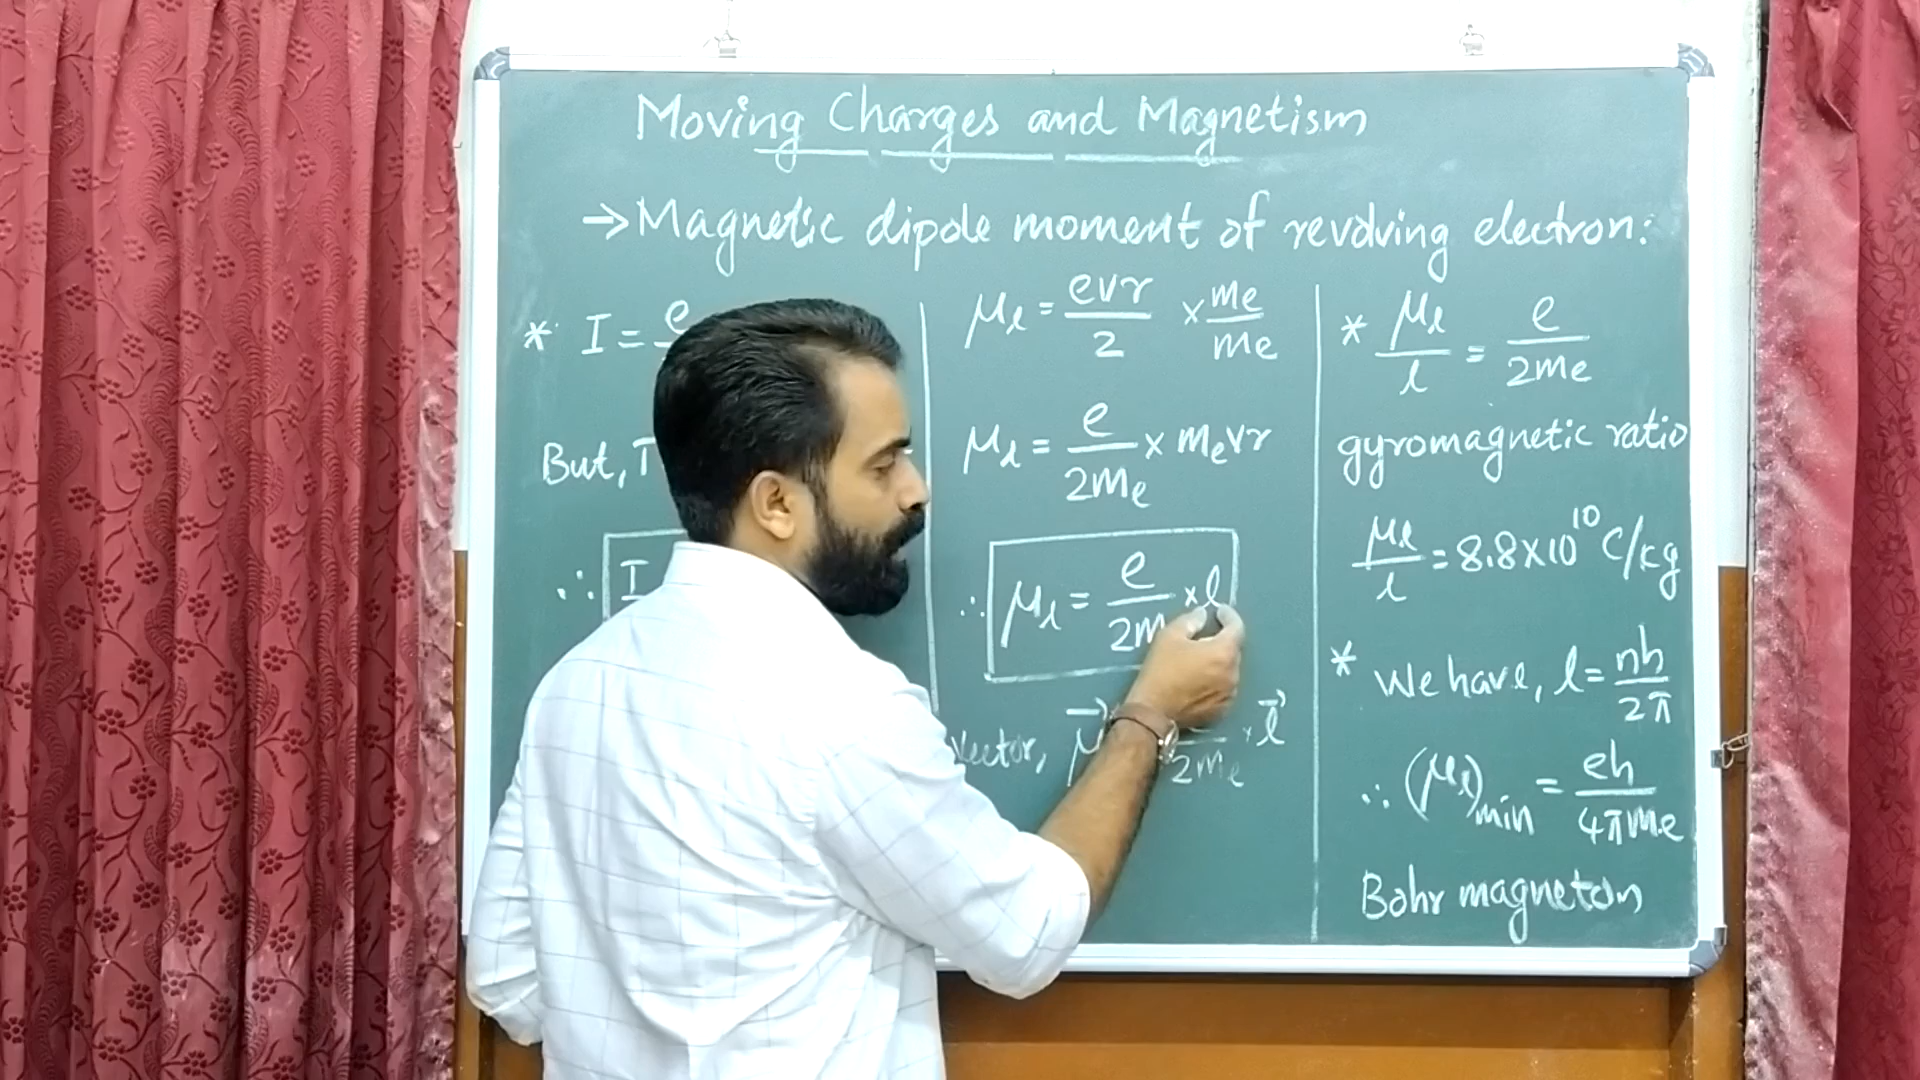 Moving Charges and Magnetism
→ Magnetic dipole moment of revolving electron:
* I = e
But, T
∴ I
μₗ = evr/2 × me/me
μₗ = e/2me × mevr
∴ μₗ = e/2m × l
vector, μ⃗ 2me × l⃗
* μₗ/l = e/2me
gyromagnetic ratio
μₗ/l = 8.8×10¹⁰ C/kg
* We have, l = nh/2π
∴ (μₗ)min = eh/4πme
Bohr magneton